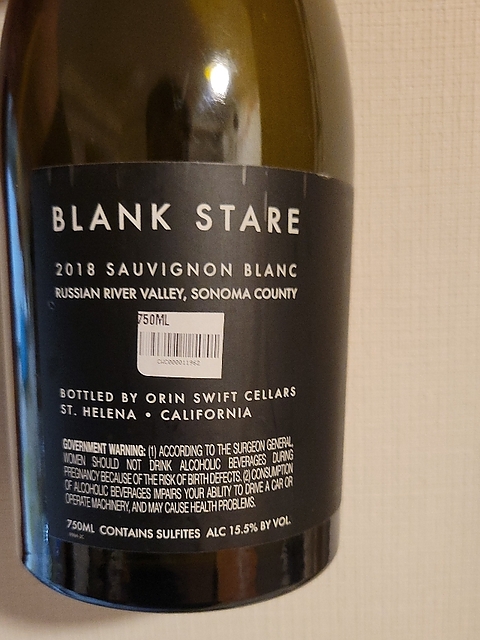 BLANK STARE
2018 SAUVIGNON BLANC
RUSSIAN RIVER VALLEY, SONOMA COUNTY
750ML
BOTTLED BY ORIN SWIFT CELLARS
ST. HELENA • CALIFORNIA
GOVERNMENT WARNING: (1) ACCORDING TO THE SURGEON GENERAL,
WOMEN SHOULD NOT DRINK ALCOHOLIC BEVERAGES DURING
PREGNANCY BECAUSE OF THE RISK OF BIRTH DEFECTS. (2) CONSUMPTION
OF ALCOHOLIC BEVERAGES IMPAIRS YOUR ABILITY TO DRIVE A CAR OR
OPERATE MACHINERY, AND MAY CAUSE HEALTH PROBLEMS.
750ML CONTAINS SULFITES ALC 15.5% BY VOL.